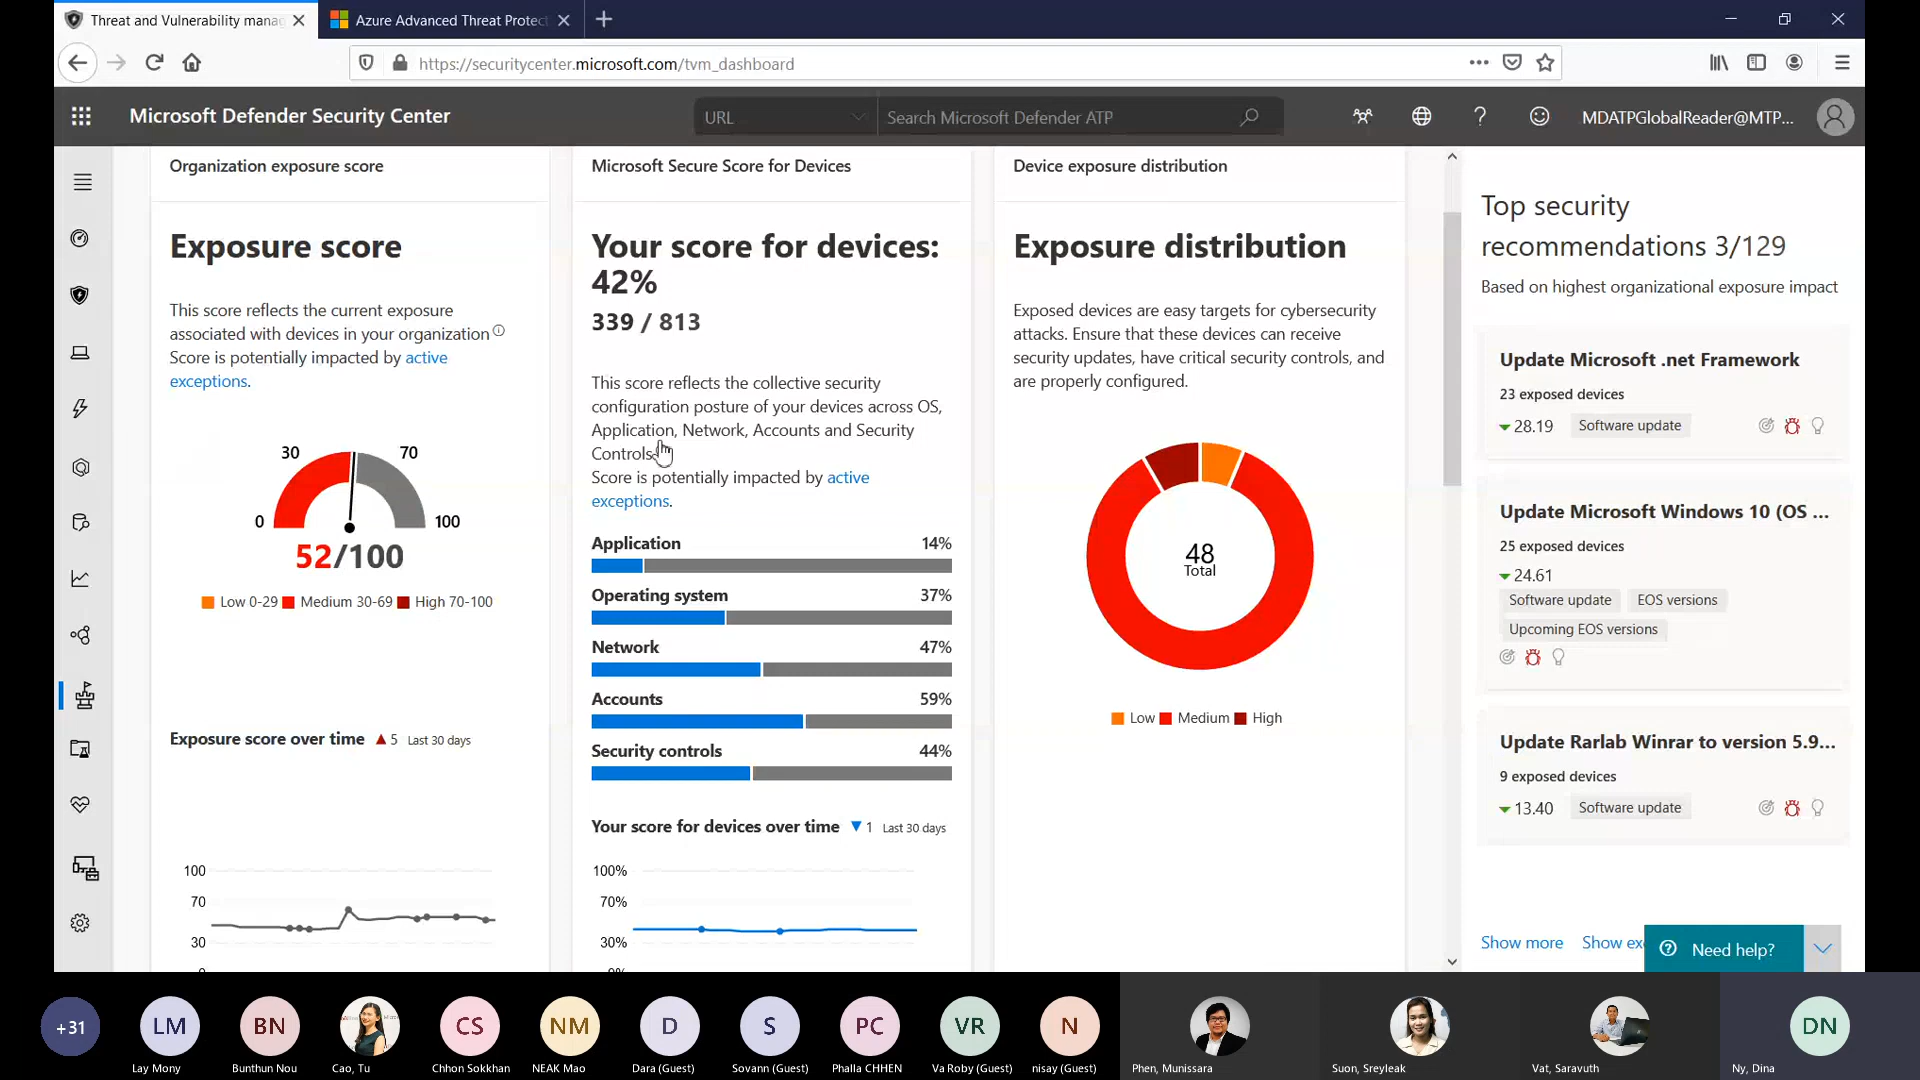 Threat and Vulnerability manag
Azure Advanced Threat Protect
https://securitycenter.microsoft.com/tvm_dashboard
Microsoft Defender Security Center
URL
Search Microsoft Defender ATP
MDATPGlobalReader@MTP...
Organization exposure score
Exposure score
This score reflects the current exposure
associated with devices in your organization
Score is potentially impacted by active
exceptions.
30
70
0
100
52/100
Low 0-29 Medium 30-69 High 70-100
Exposure score over time 5 Last 30 days
100
70
30
Microsoft Secure Score for Devices
Your score for devices:
42%
339 / 813
This score reflects the collective security
configuration posture of your devices across OS,
Application, Network, Accounts and Security
Controls.
Score is potentially impacted by active
exceptions.
Application 14%
Operating system 37%
Network 47%
Accounts 59%
Security controls 44%
Your score for devices over time 1 Last 30 days
100%
70%
30%
Device exposure distribution
Exposure distribution
Exposed devices are easy targets for cybersecurity
attacks. Ensure that these devices can receive
security updates, have critical security controls, and
are properly configured.
48
Total
Low Medium High
Top security
recommendations 3/129
Based on highest organizational exposure impact
Update Microsoft .net Framework
23 exposed devices
28.19 Software update
Update Microsoft Windows 10 (OS ...
25 exposed devices
24.61
Software update EOS versions
Upcoming EOS versions
Update Rarlab Winrar to version 5.9...
9 exposed devices
13.40 Software update
Show more Show ex
Need help?
+31
LM
BN
CS
NM
D
S
PC
VR
N
DN
Lay Mony
Bunthun Nou
Cao, Tu
Chhon Sokkhan
NEAK Mao
Dara (Guest)
Sovann (Guest)
Phalla CHHEN
Va Roby (Guest)
nisay (Guest)
Phen, Munissara
Suon, Sreyleak
Vat, Saravuth
Ny, Dina